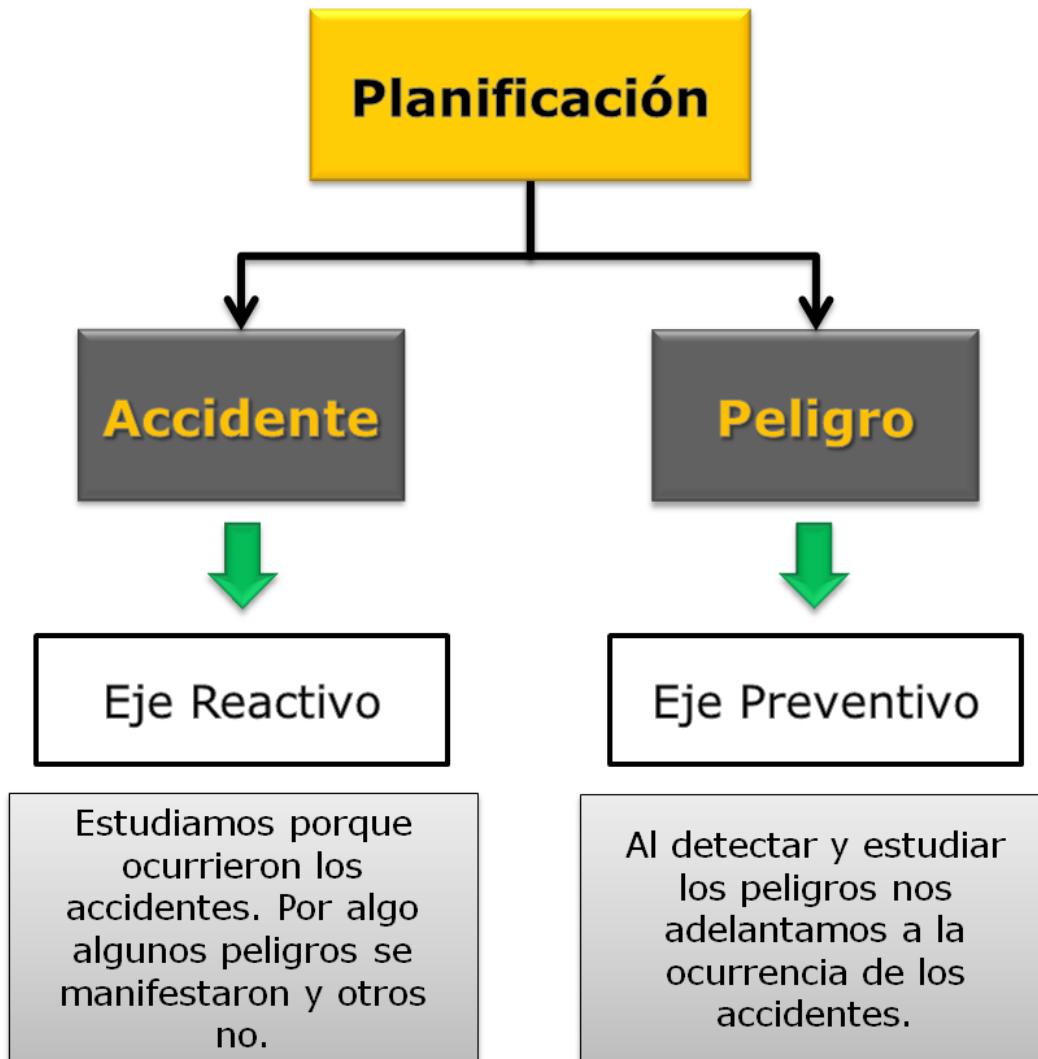 Planificación
Accidente
Peligro
Eje Reactivo
Eje Preventivo
Estudiamos porque
ocurrieron los
accidentes. Por algo
algunos peligros se
manifestaron y otros
no.
Al detectar y estudiar
los peligros nos
adelantamos a la
ocurrencia de los
accidentes.